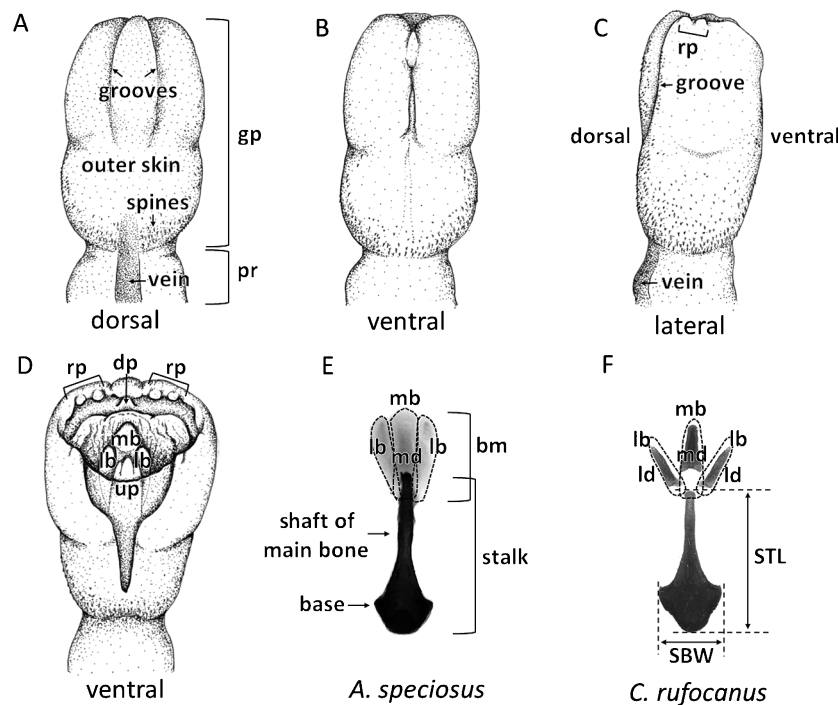 A
grooves
outer skin
spines
vein
gp
pr
dorsal
B
ventral
C
rp
groove
dorsal
ventral
vein
lateral
D
rp
dp
rp
mb
lb
lb
up
ventral
E
mb
lb
lb
md
bm
shaft of
main bone
stalk
base
A. speciosus
F
mb
lb
lb
md
ld
ld
STL
SBW
C. rufocanus